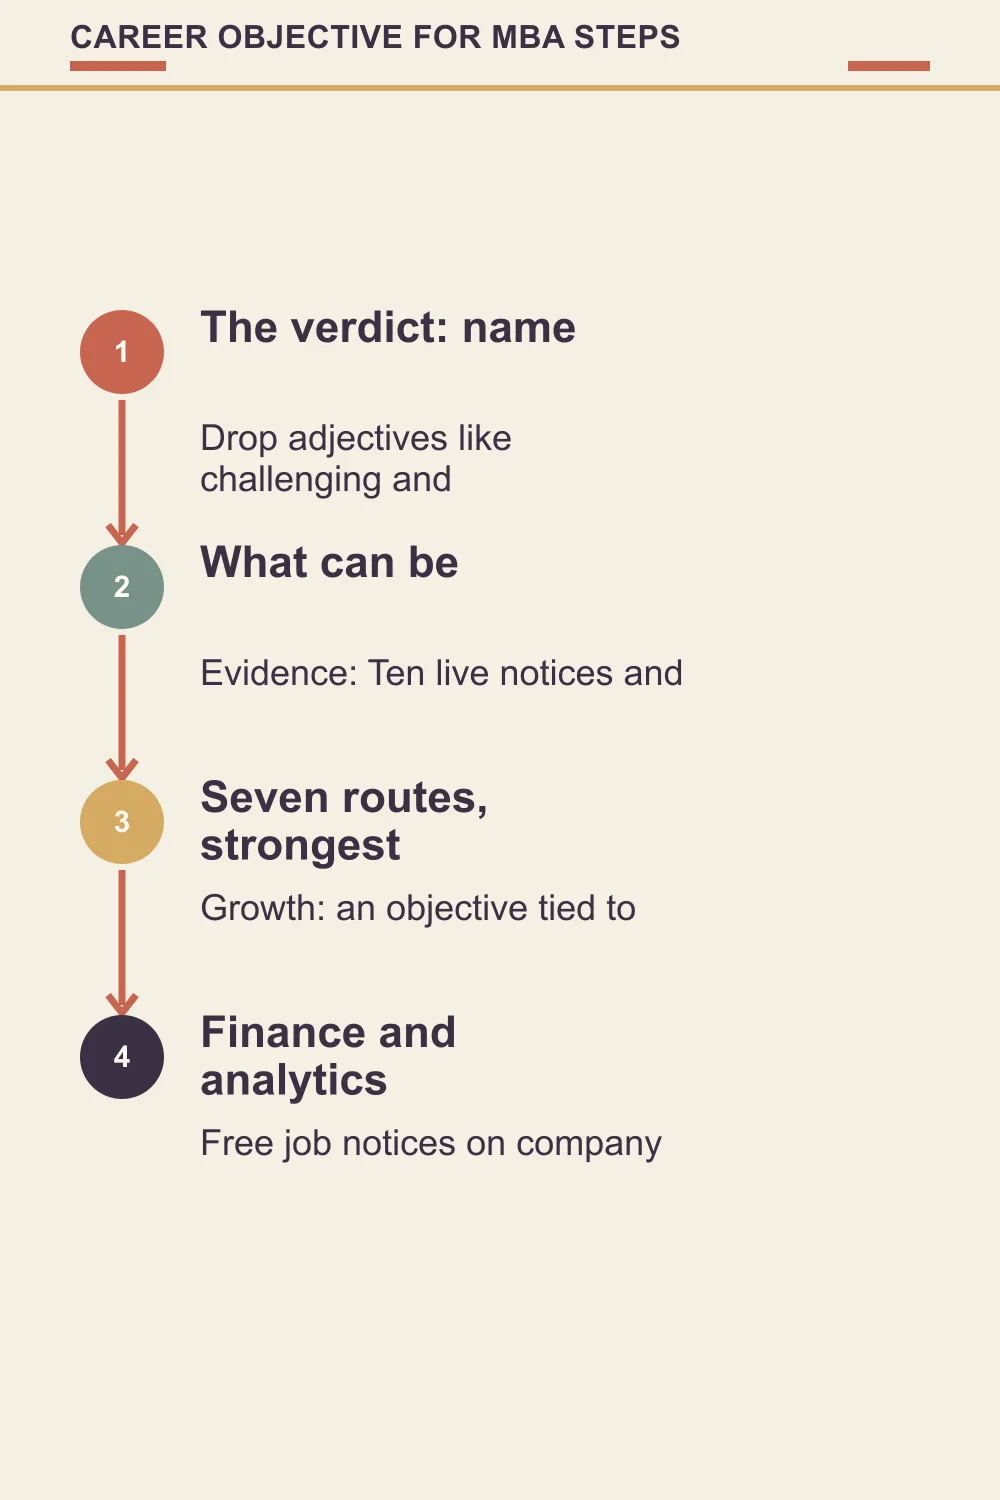 CAREER OBJECTIVE FOR MBA STEPS
1
The verdict: name
Drop adjectives like
challenging and
2
What can be
Evidence: Ten live notices and
3
Seven routes,
strongest
Growth: an objective tied to
4
Finance and
analytics
Free job notices on company